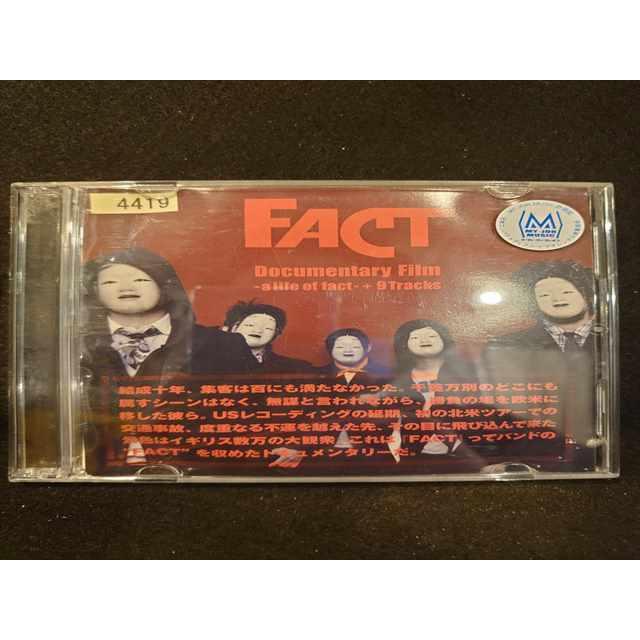 4419
FACT
MY-JOH
MUSIC
Documentary Film
-a life of fact- + 9Tracks
結成十年、集客は百にも満たなかった。千差万別のどこにも
属すシーンはなく、無謀と言われながら、勝負の場を欧米に
移した彼ら。USレコーディングの延期、初の北米ツアーでの
交通事故、度重なる不運を越えた先、その目に飛び込んで来た
景色はイギリス数万の大観衆。これは、「FACT」ってバンドの
"FACT"を収めたドキュメンタリーだ。